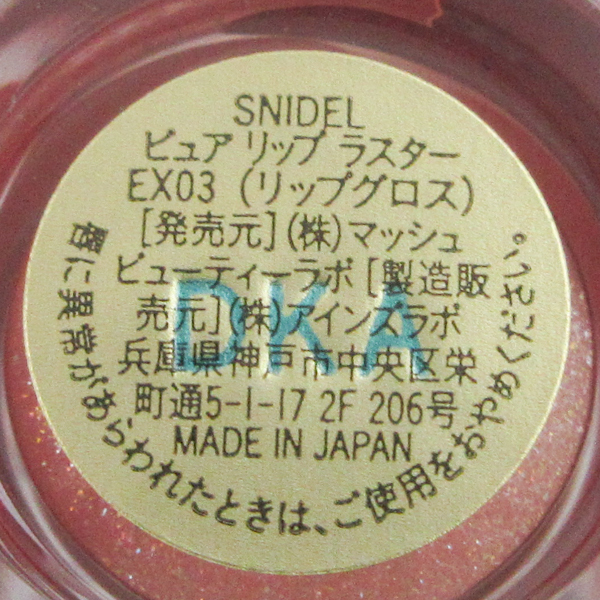 SNIDEL
ピュア リップ ラスター
EX03 (リップグロス)
[発売元] (株)マッシュ
ビューティーラボ [製造販
売元] (株)アインズラボ
兵庫県神戸市中央区栄
町通5-1-17 2F 206号
MADE IN JAPAN
唇に異常があらわれたときは、ご使用をおやめください。
DKA